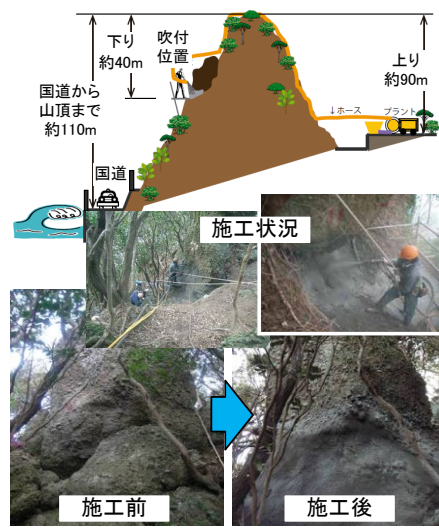 下り
約40m
吹付
位置
上り
約90m
国道から
山頂まで
約110m
↓ホース
プラント
国道
施工状況
施工前
施工後